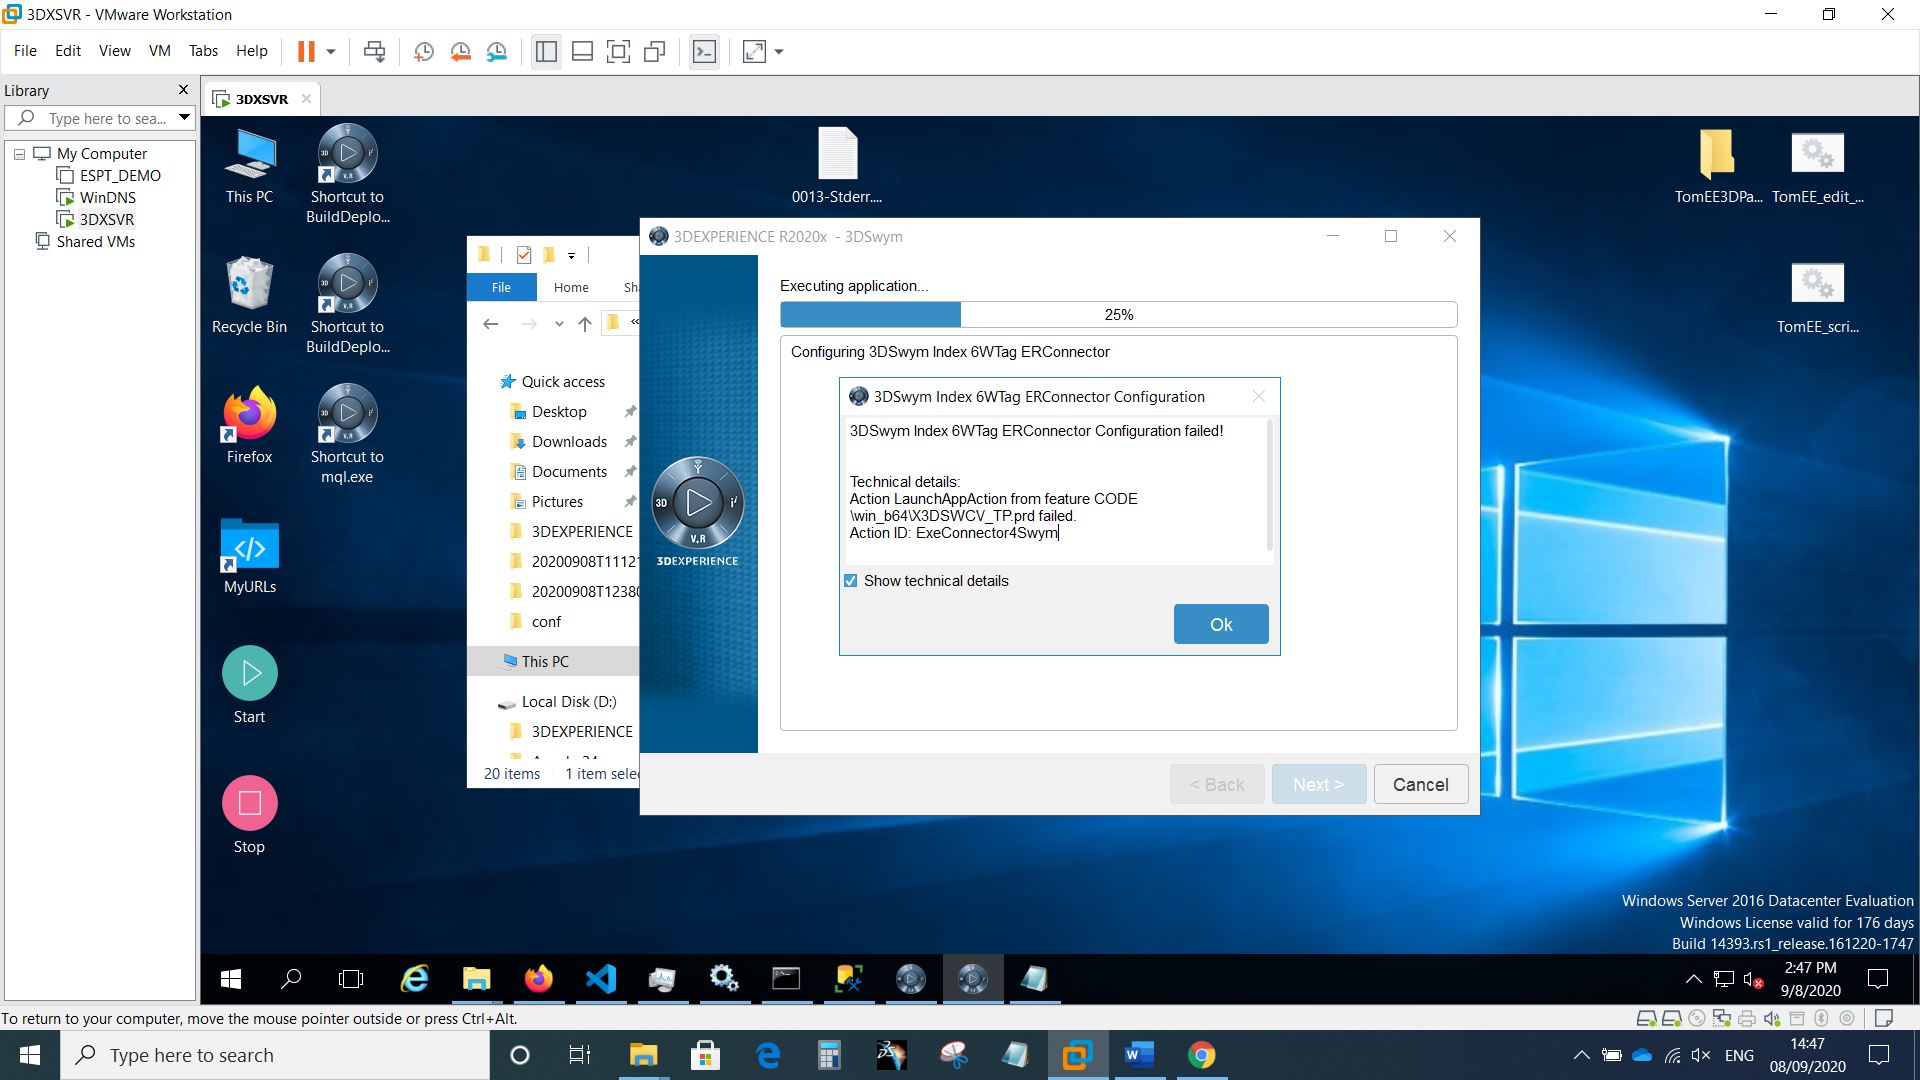 3DXSVR - VMware Workstation
File Edit View VM Tabs Help
Library
Type here to sea...
My Computer
ESPT_DEMO
WinDNS
3DXSVR
Shared VMs
3DXSVR
This PC
Shortcut to
BuildDeplo...
0013-Stderr....
TomEE3DPa...
TomEE_edit_...
Recycle Bin
Shortcut to
BuildDeplo...
TomEE_scri...
Firefox
Shortcut to
mql.exe
MyURLs
Start
Stop
File Home Sh
Quick access
Desktop
Downloads
Documents
Pictures
3DEXPERIENCE
20200908T1112
20200908T12380
conf
This PC
Local Disk (D:)
3DEXPERIENCE
20 items 1 item sele
3DEXPERIENCE R2020x - 3DSwym
3D
V.R
3DEXPERIENCE
Executing application...
25%
Configuring 3DSwym Index 6WTag ERConnector
3DSwym Index 6WTag ERConnector Configuration
3DSwym Index 6WTag ERConnector Configuration failed!
Technical details:
Action LaunchAppAction from feature CODE
\win_b64\X3DSWCV_TP.prd failed.
Action ID: ExeConnector4Swym
Show technical details
Ok
< Back Next > Cancel
Windows Server 2016 Datacenter Evaluation
Windows License valid for 176 days
Build 14393.rs1_release.161220-1747
2:47 PM
9/8/2020
To return to your computer, move the mouse pointer outside or press Ctrl+Alt.
Type here to search
ENG
14:47
08/09/2020